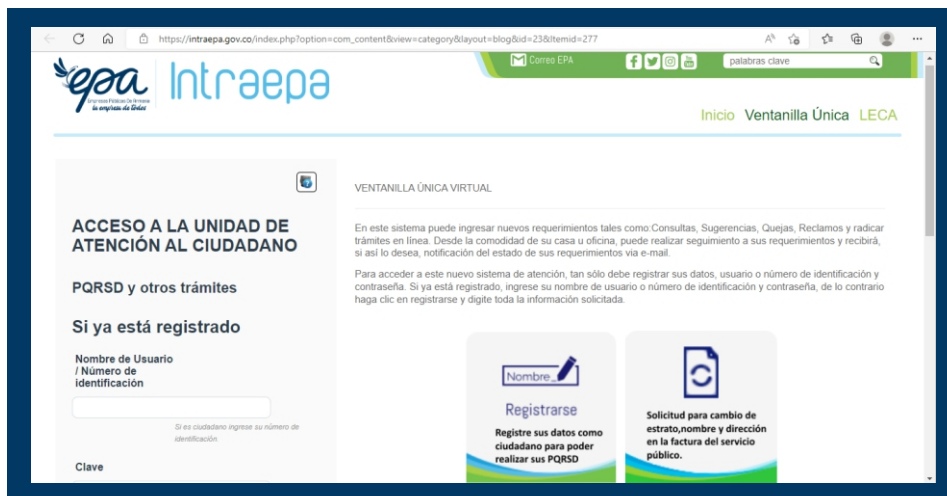 https://intraepa.gov.co/index.php?option=com_content&view=category&layout=blog&id=23&Itemid=277
Correo EPA
palabras clave
epa
Empresas Públicas De Armenia
la empresa de todos
Intraepa
Inicio Ventanilla Única LECA
VENTANILLA ÚNICA VIRTUAL
ACCESO A LA UNIDAD DE
ATENCIÓN AL CIUDADANO
PQRSD y otros trámites
Si ya está registrado
Nombre de Usuario
/ Número de
identificación
Si es ciudadano ingrese su número de
identificación.
Clave
En este sistema puede ingresar nuevos requerimientos tales como:Consultas, Sugerencias, Quejas, Reclamos y radicar
trámites en línea. Desde la comodidad de su casa u oficina, puede realizar seguimiento a sus requerimientos y recibirá,
si así lo desea, notificación del estado de sus requerimientos via e-mail.
Para acceder a este nuevo sistema de atención, tan sólo debe registrar sus datos, usuario o número de identificación y
contraseña. Si ya está registrado, ingrese su nombre de usuario o número de identificación y contraseña, de lo contrario
haga clic en registrarse y digite toda la información solicitada.
Nombre_
Registrarse
Registre sus datos como
ciudadano para poder
realizar sus PQRSD
Solicitud para cambio de
estrato,nombre y dirección
en la factura del servicio
público.